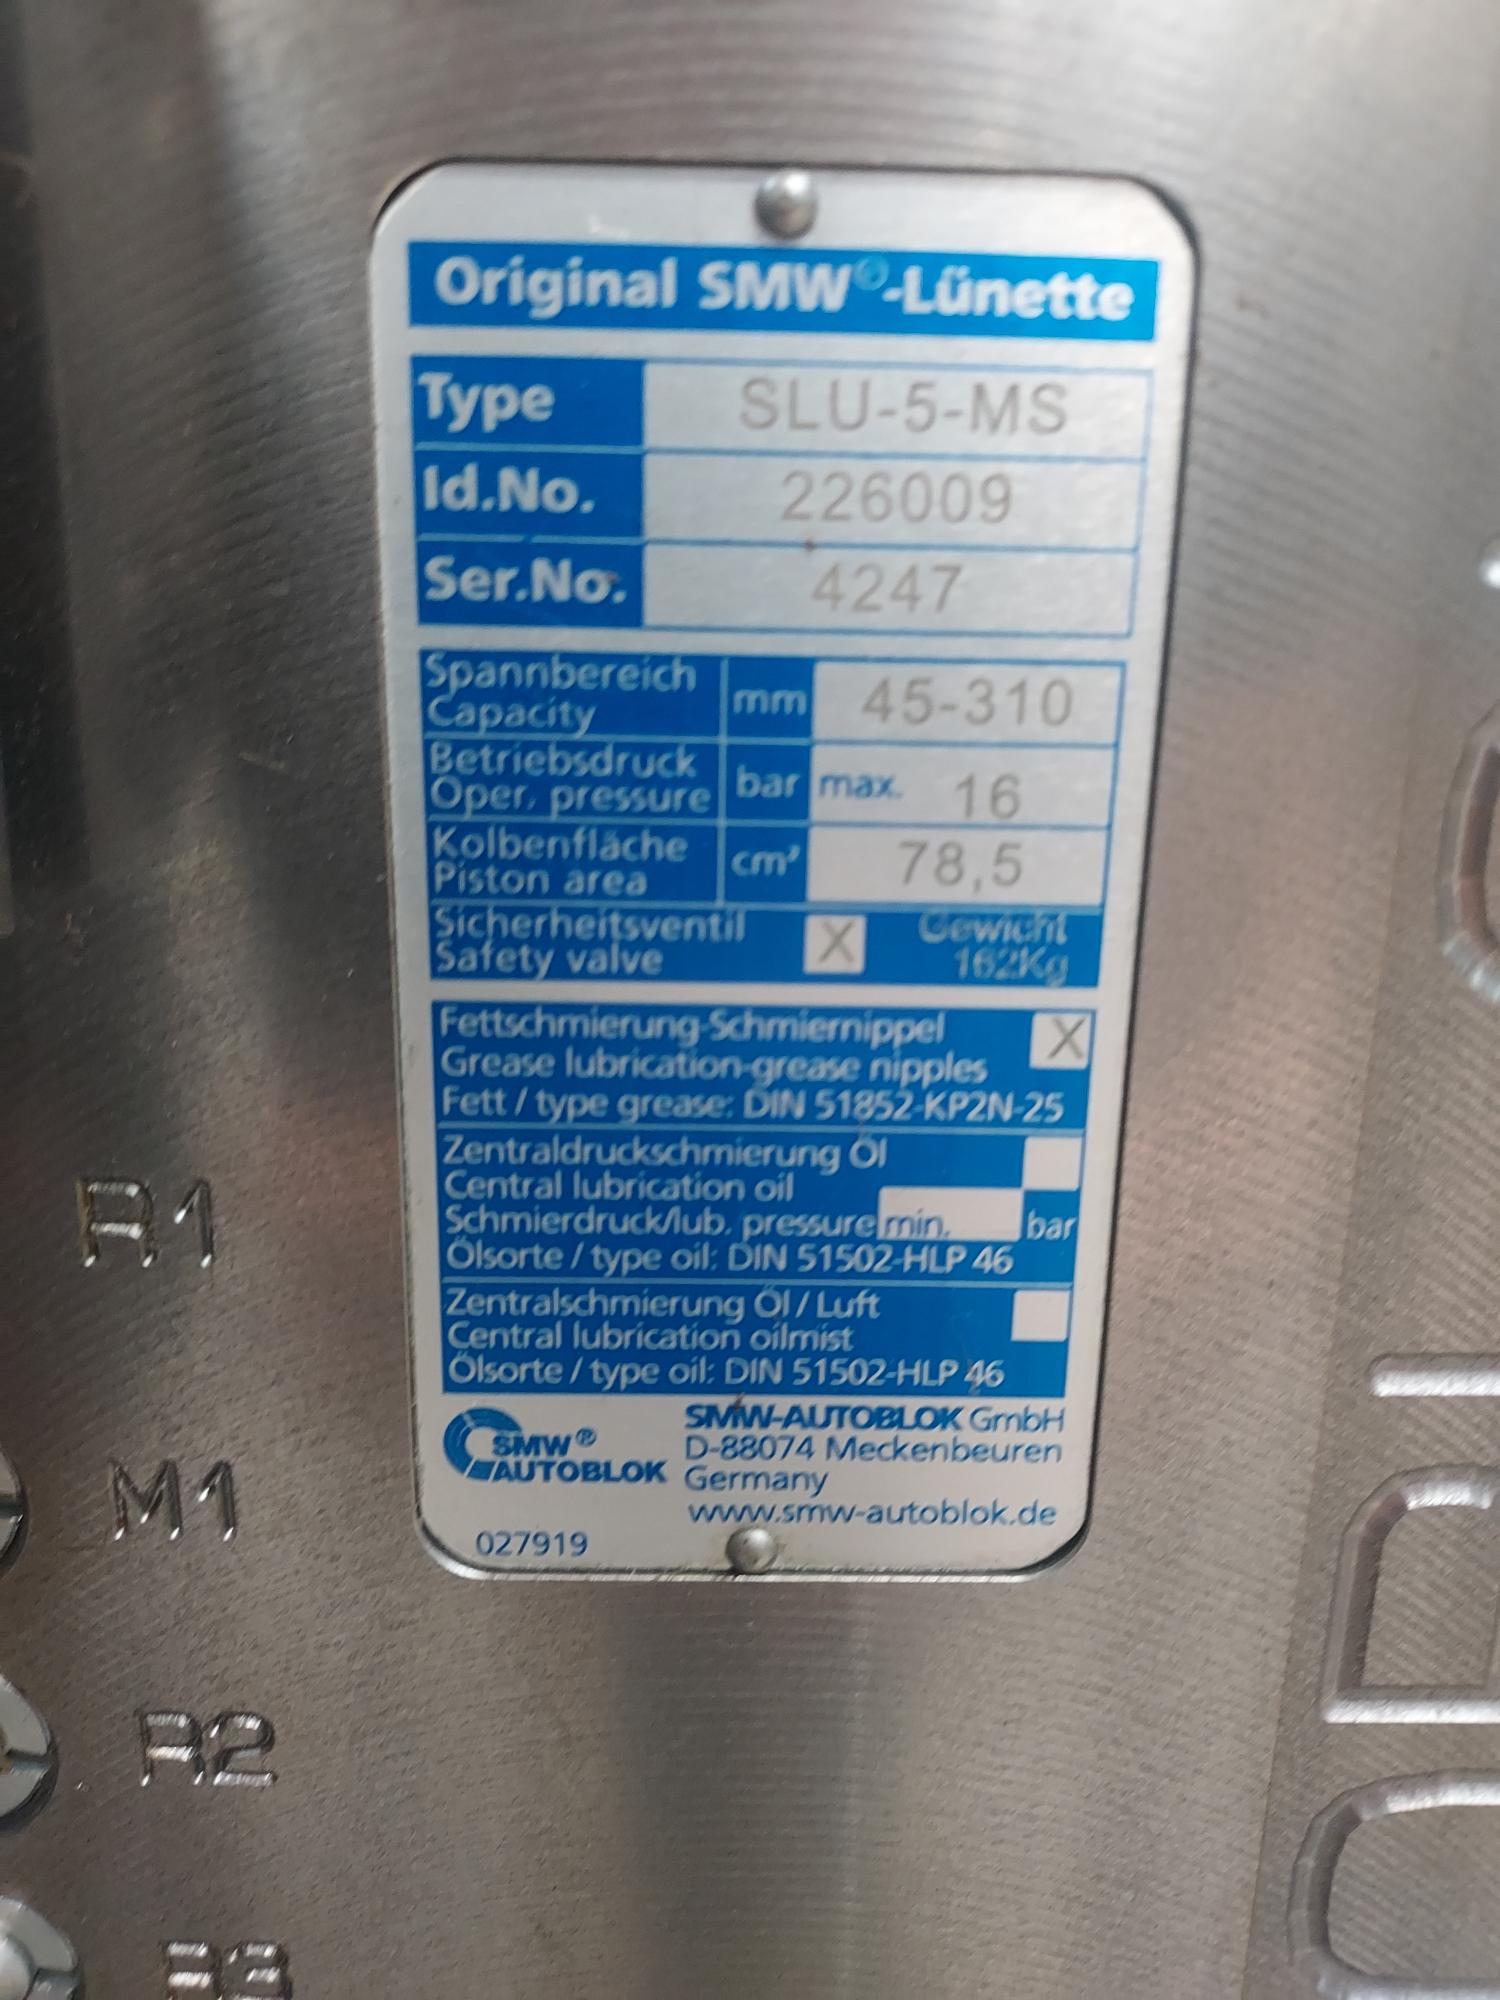 Original SMW®-Lünette
Type SLU-5-MS
Id.No. 226009
Ser.No. 4247
Spannbereich
Capacity mm 45-310
Betriebsdruck
Oper. pressure bar max. 16
Kolbenfläche
Piston area cm² 78,5
Sicherheitsventil X Gewicht
Safety valve 162Kg
Fettschmierung-Schmiernippel X
Grease lubrication-grease nipples
Fett / type grease: DIN 51852-KP2N-25
Zentraldruckschmierung Öl
Central lubrication oil
Schmierdruck/lub. pressure min. bar
Ölsorte / type oil: DIN 51502-HLP 46
Zentralschmierung Öl / Luft
Central lubrication oilmist
Ölsorte / type oil: DIN 51502-HLP 46
SMW®
AUTOBLOK
SMW-AUTOBLOK GmbH
D-88074 Meckenbeuren
Germany
www.smw-autoblok.de
027919
R1
M1
R2
R3